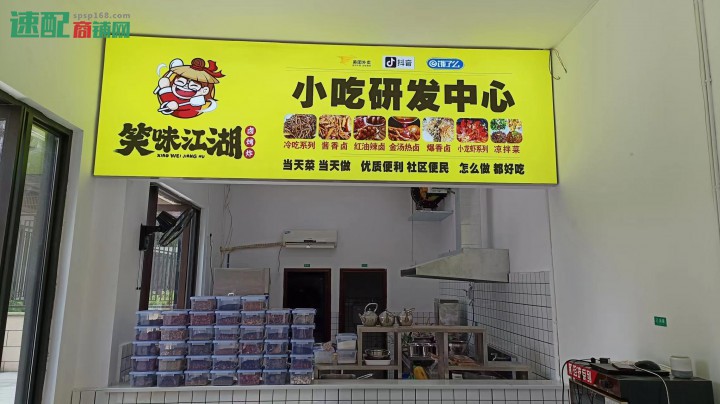 速配商铺网
spsp168.com
美团外卖
抖音
饿了么
小吃研发中心
笑味江湖
卤烤炸
XIAO WEI JIANG HU
冷吃系列 酱香卤 红油辣卤 金汤热卤 爆香卤 小龙虾系列 凉拌菜
当天菜 当天做 优质便利 社区便民 怎么做 都好吃